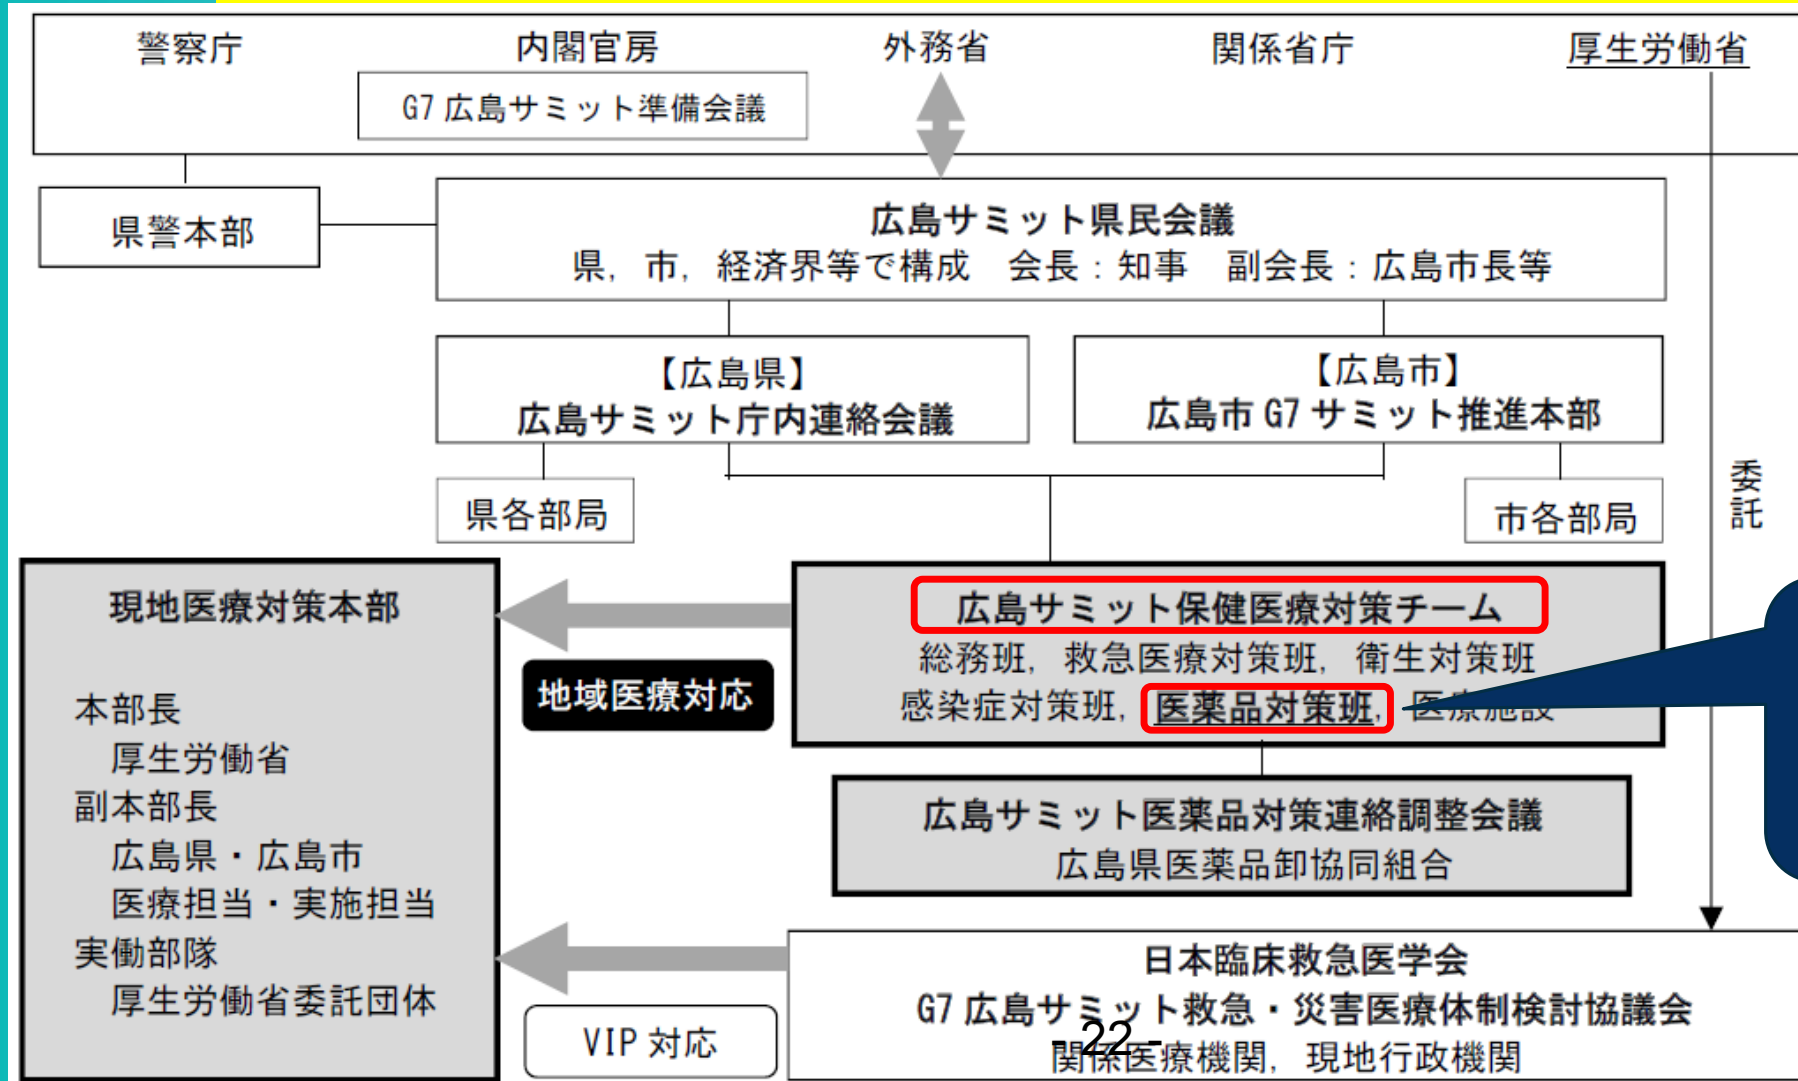 警察庁
内閣官房
外務省
関係省庁
厚生労働省
G7 広島サミット準備会議
県警本部
広島サミット県民会議
県，市，経済界等で構成　会長：知事　副会長：広島市長等
【広島県】
広島サミット庁内連絡会議
【広島市】
広島市 G7 サミット推進本部
県各部局
市各部局
委託
現地医療対策本部
本部長
厚生労働省
副本部長
広島県・広島市
医療担当・実施担当
実働部隊
厚生労働省委託団体
地域医療対応
広島サミット保健医療対策チーム
総務班，救急医療対策班，衛生対策班
感染症対策班，医薬品対策班，医療施設
広島サミット医薬品対策連絡調整会議
広島県医薬品卸協同組合
VIP 対応
日本臨床救急医学会
G7 広島サミット救急・災害医療体制検討協議会
関係医療機関，現地行政機関
- 22 -